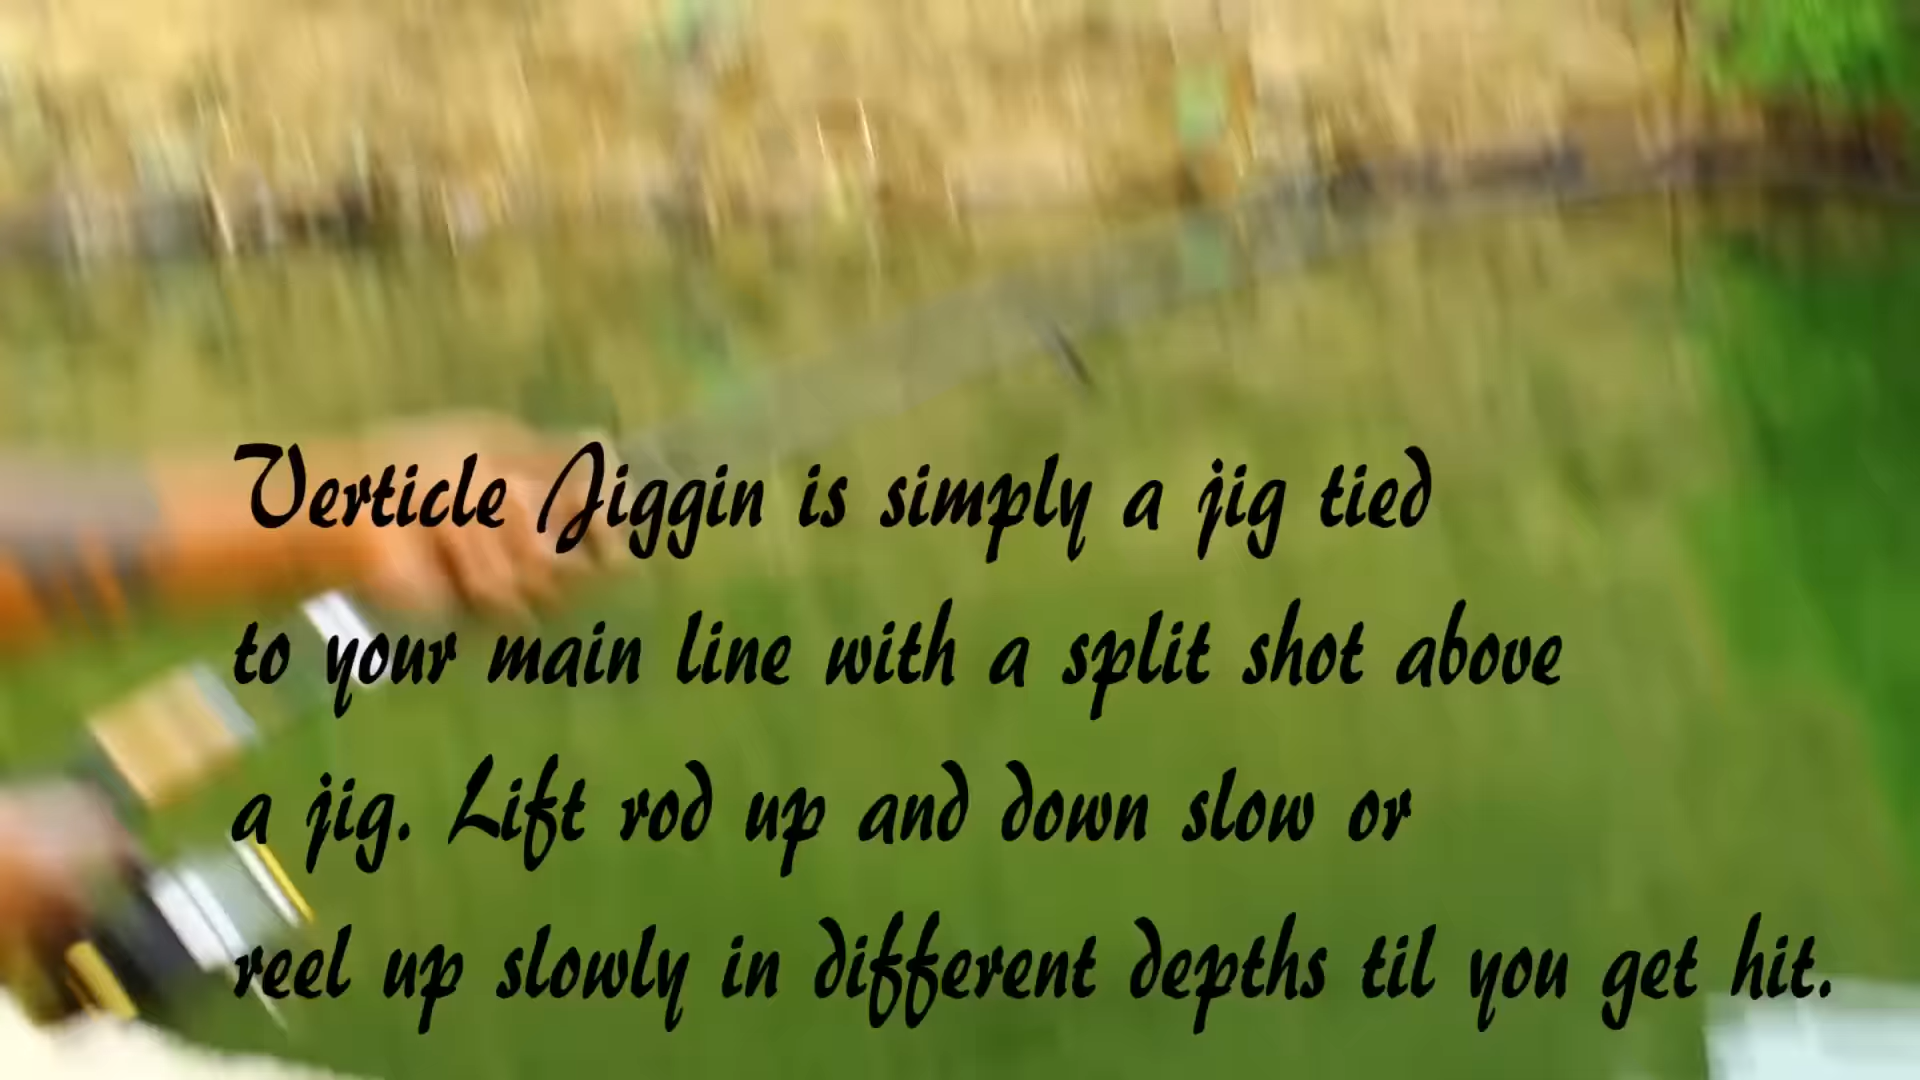 Verticle Jiggin is simply a jig tied
to your main line with a split shot above
a jig. Lift rod up and down slow or
reel up slowly in different depths til you get hit.